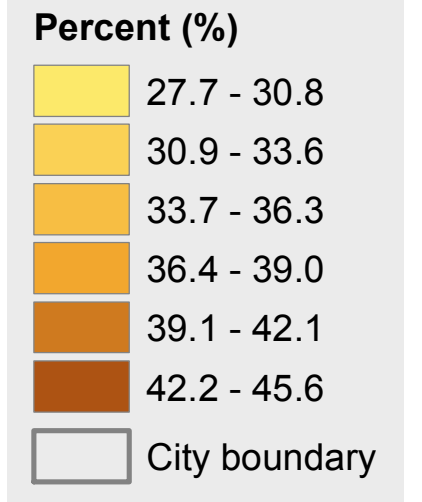 Percent (%)
27.7 - 30.8
30.9 - 33.6
33.7 - 36.3
36.4 - 39.0
39.1 - 42.1
42.2 - 45.6
City boundary